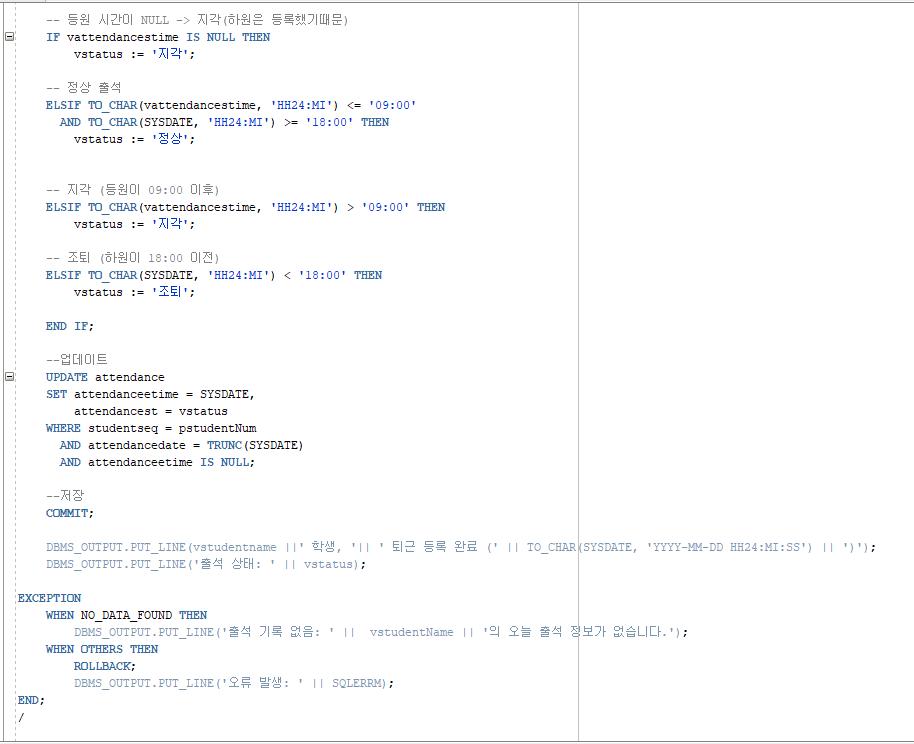 -- 등원 시간이 NULL -> 지각(하원은 등록했기때문)
IF vattendancestime IS NULL THEN
vstatus := '지각';
-- 정상 출석
ELSIF TO_CHAR(vattendancestime, 'HH24:MI') <= '09:00'
AND TO_CHAR(SYSDATE, 'HH24:MI') >= '18:00' THEN
vstatus := '정상';
-- 지각 (등원이 09:00 이후)
ELSIF TO_CHAR(vattendancestime, 'HH24:MI') > '09:00' THEN
vstatus := '지각';
-- 조퇴 (하원이 18:00 이전)
ELSIF TO_CHAR(SYSDATE, 'HH24:MI') < '18:00' THEN
vstatus := '조퇴';
END IF;
--업데이트
UPDATE attendance
SET attendanceetime = SYSDATE,
attendancest = vstatus
WHERE studentseq = pstudentNum
AND attendancedate = TRUNC(SYSDATE)
AND attendanceetime IS NULL;
--저장
COMMIT;
DBMS_OUTPUT.PUT_LINE(vstudentname ||' 학생, '|| ' 퇴근 등록 완료 (' || TO_CHAR(SYSDATE, 'YYYY-MM-DD HH24:MI:SS') || ')');
DBMS_OUTPUT.PUT_LINE('출석 상태: ' || vstatus);
EXCEPTION
WHEN NO_DATA_FOUND THEN
DBMS_OUTPUT.PUT_LINE('출석 기록 없음: ' ||  vstudentName || '의 오늘 출석 정보가 없습니다.');
WHEN OTHERS THEN
ROLLBACK;
DBMS_OUTPUT.PUT_LINE('오류 발생: ' || SQLERRM);
END;
/